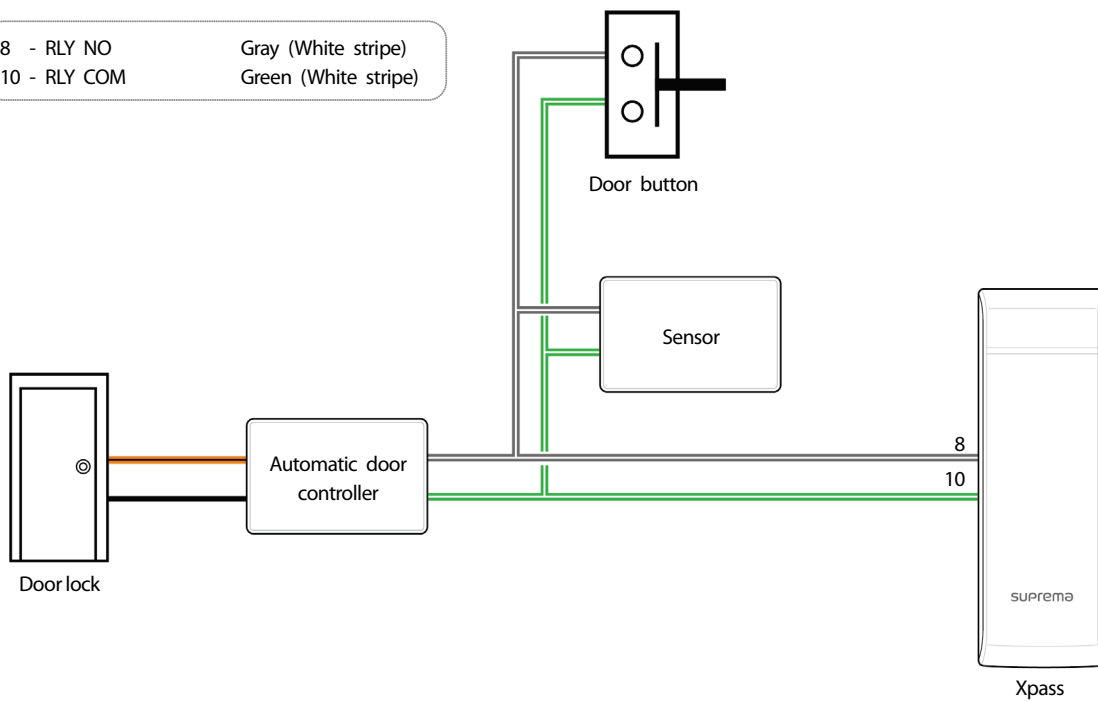 8 - RLY NO Gray (White stripe)
10 - RLY COM Green (White stripe)
Door button
Sensor
8
Automatic door
controller
10
Door lock
suprema
Xpass